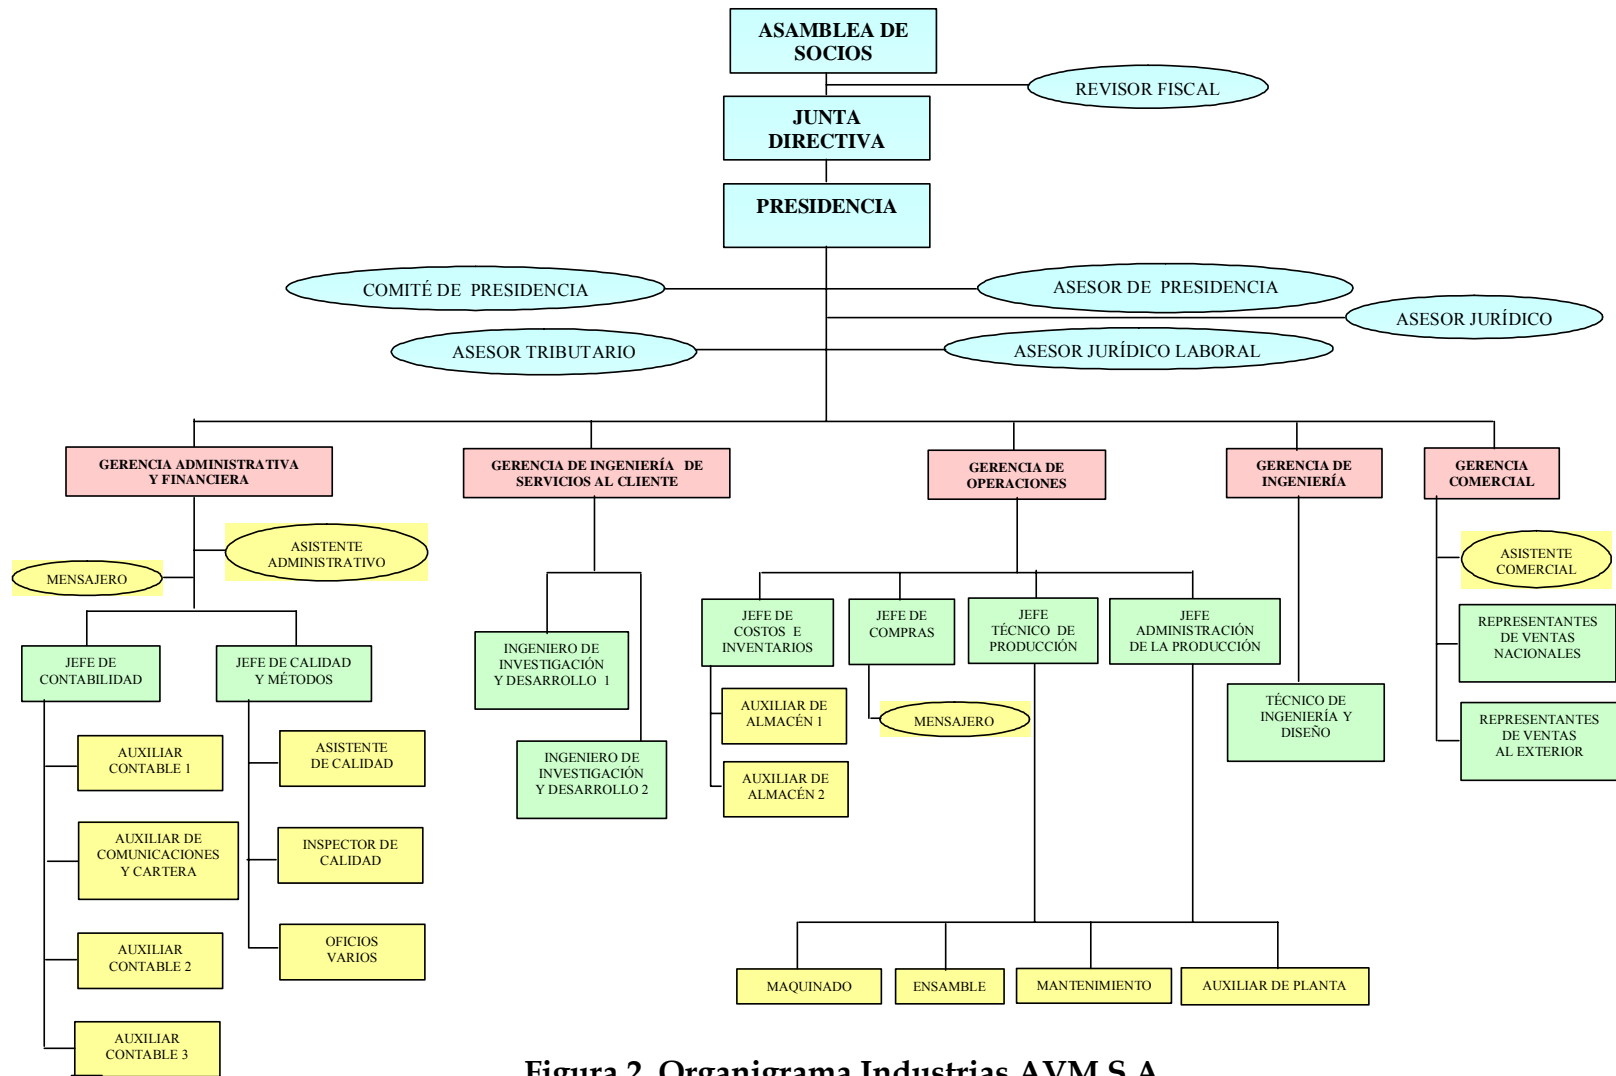 ASAMBLEA DE
SOCIOS
REVISOR FISCAL
JUNTA
DIRECTIVA
PRESIDENCIA
COMITÉ DE PRESIDENCIA
ASESOR DE PRESIDENCIA
ASESOR JURÍDICO
ASESOR TRIBUTARIO
ASESOR JURÍDICO LABORAL
GERENCIA ADMINISTRATIVA
Y FINANCIERA
GERENCIA DE INGENIERÍA DE
SERVICIOS AL CLIENTE
GERENCIA DE
OPERACIONES
GERENCIA DE
INGENIERÍA
GERENCIA
COMERCIAL
ASISTENTE
ADMINISTRATIVO
MENSAJERO
ASISTENTE
COMERCIAL
JEFE DE
CONTABILIDAD
JEFE DE CALIDAD
Y MÉTODOS
INGENIERO DE
INVESTIGACIÓN
Y DESARROLLO 1
INGENIERO DE
INVESTIGACIÓN
Y DESARROLLO 2
JEFE DE
COSTOS E
INVENTARIOS
JEFE DE
COMPRAS
JEFE
TÉCNICO DE
PRODUCCIÓN
JEFE
ADMINISTRACIÓN
DE LA PRODUCCIÓN
TÉCNICO DE
INGENIERÍA Y
DISEÑO
REPRESENTANTES
DE VENTAS
NACIONALES
REPRESENTANTES
DE VENTAS
AL EXTERIOR
AUXILIAR DE
ALMACÉN 1
MENSAJERO
AUXILIAR DE
ALMACÉN 2
AUXILIAR
CONTABLE 1
ASISTENTE
DE CALIDAD
AUXILIAR DE
COMUNICACIONES
Y CARTERA
INSPECTOR DE
CALIDAD
AUXILIAR
CONTABLE 2
OFICIOS
VARIOS
AUXILIAR
CONTABLE 3
MAQUINADO
ENSAMBLE
MANTENIMIENTO
AUXILIAR DE PLANTA
Figura 2. Organigrama Industrias AVM S.A.